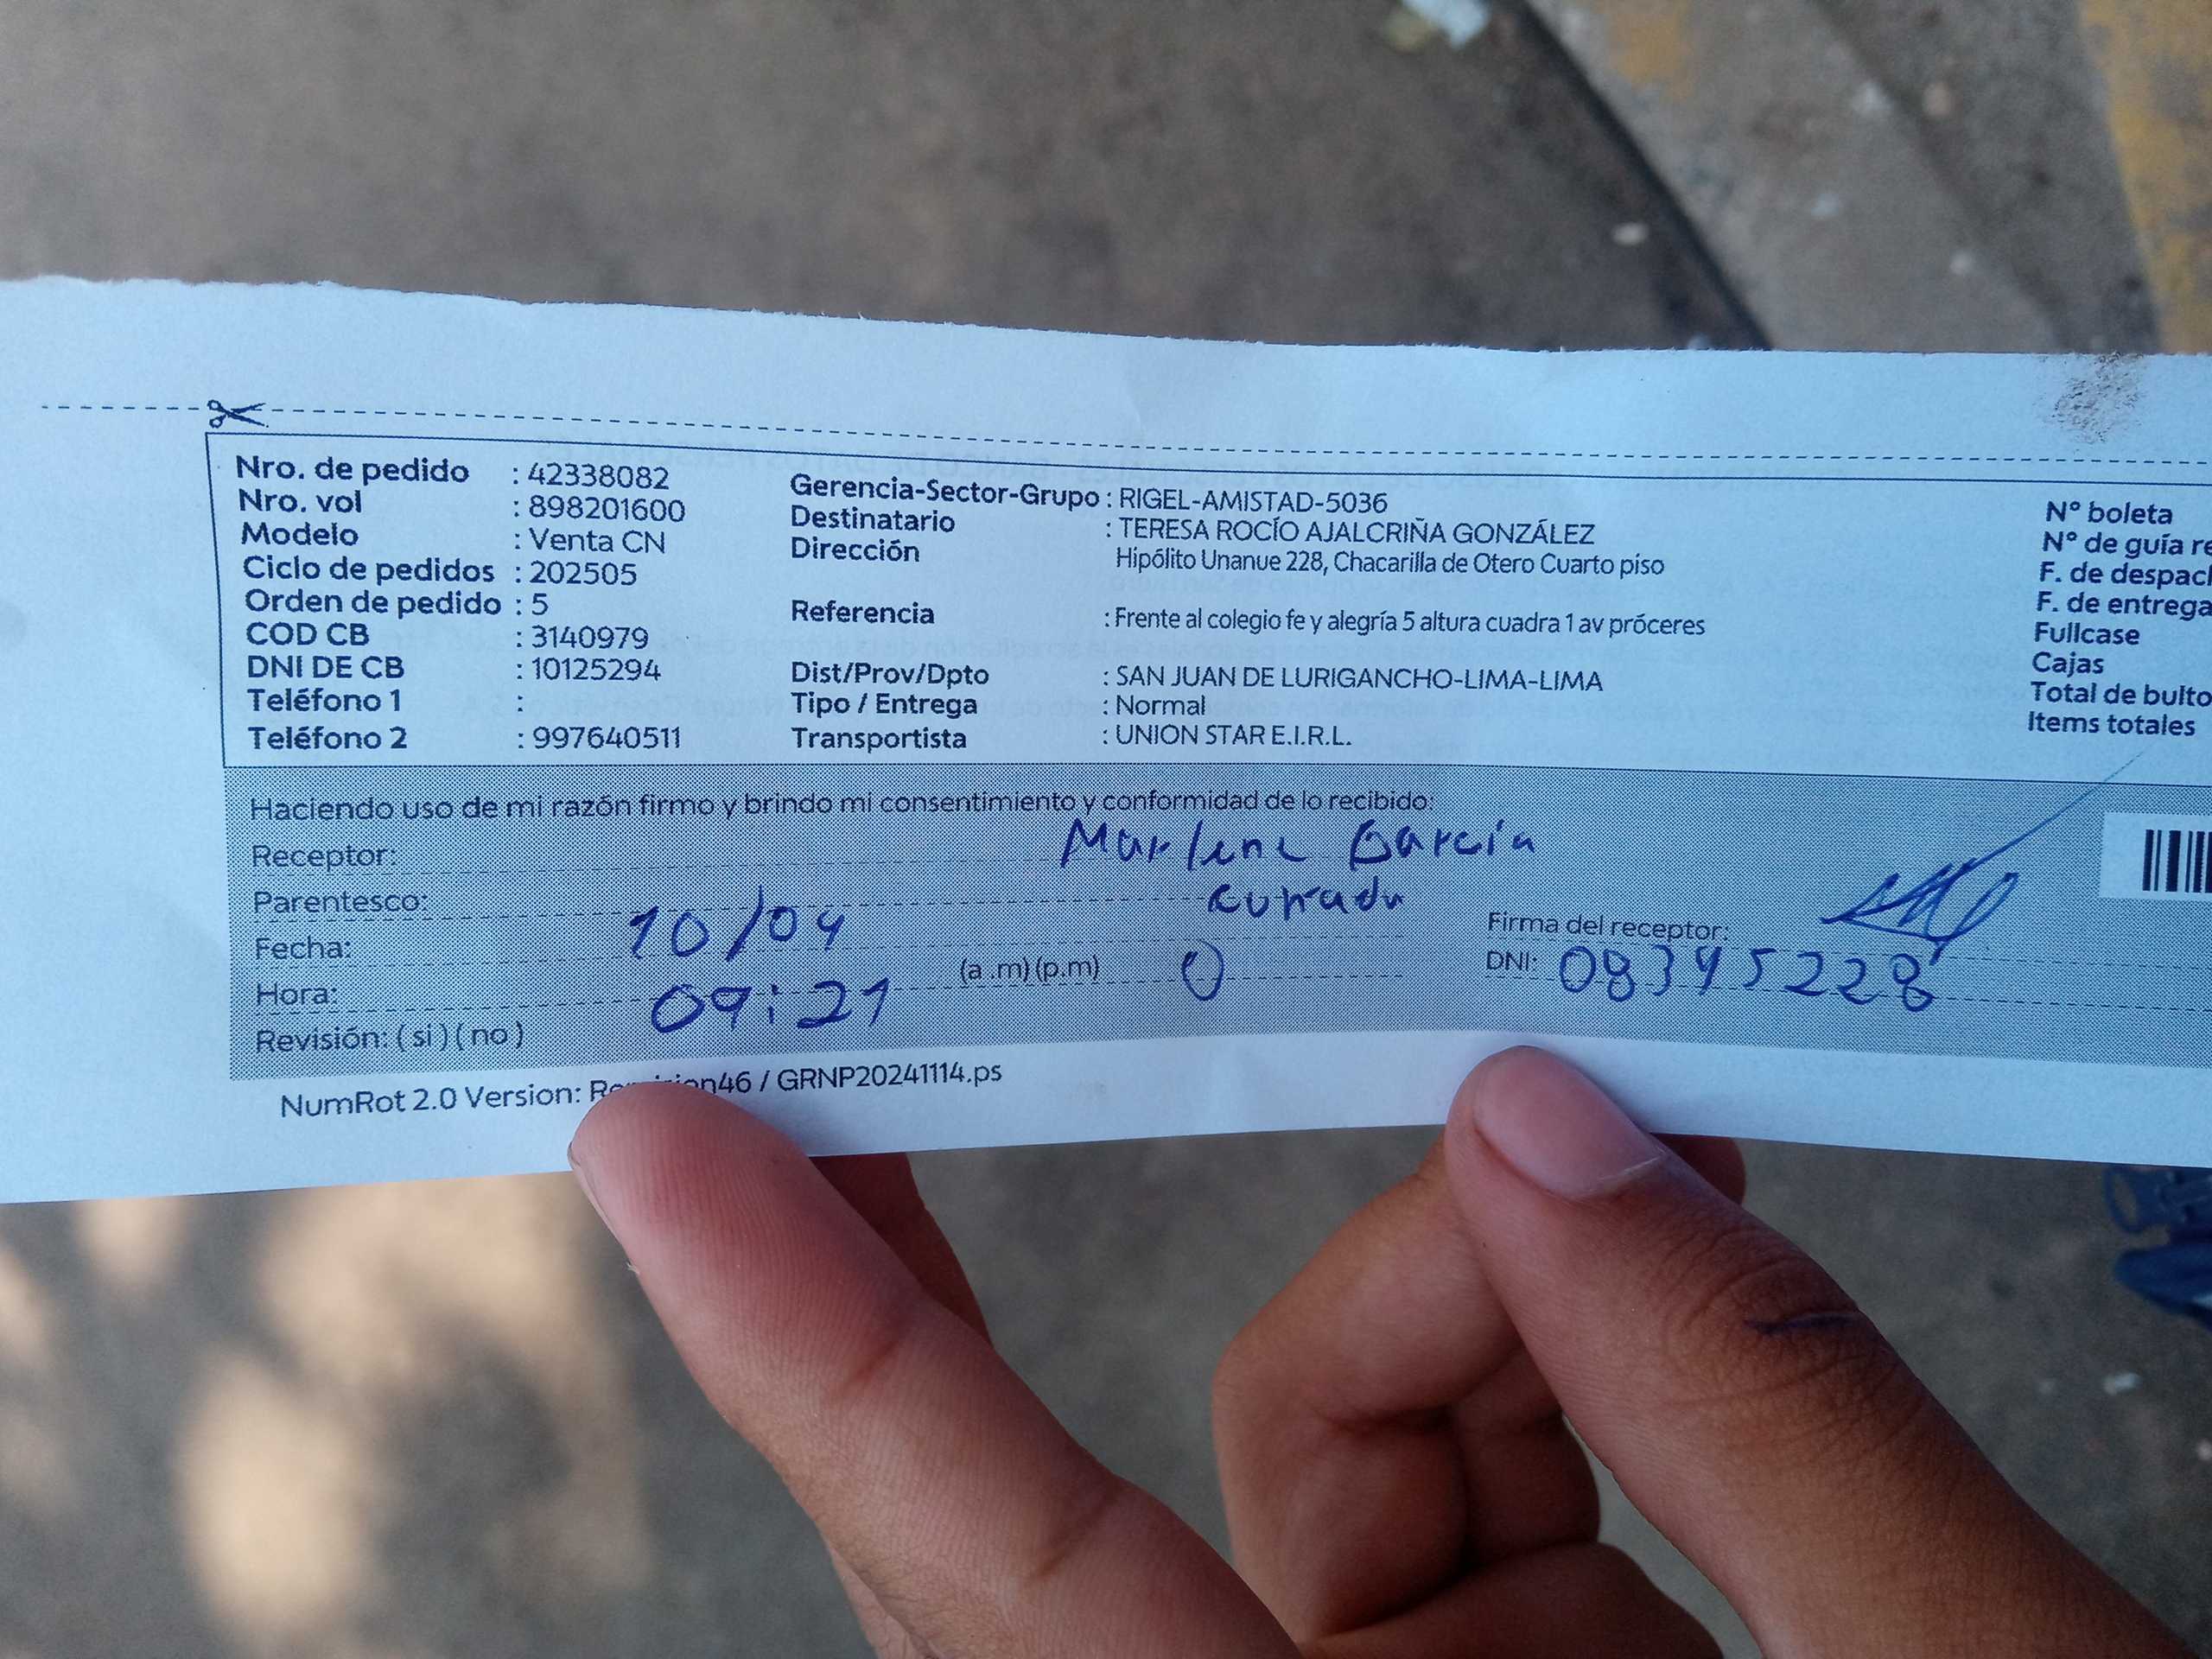 Nro. de pedido : 42338082
Nro. vol : 898201600
Modelo : Venta CN
Ciclo de pedidos : 202505
Orden de pedido : 5
COD CB : 3140979
DNI DE CB : 10125294
Teléfono 1 :
Teléfono 2 : 997640511
Gerencia-Sector-Grupo : RIGEL-AMISTAD-5036
Destinatario : TERESA ROCÍO AJALCRIÑA GONZÁLEZ
Dirección Hipólito Unanue 228, Chacarilla de Otero Cuarto piso
Referencia : Frente al colegio fe y alegría 5 altura cuadra 1 av próceres
Dist/Prov/Dpto : SAN JUAN DE LURIGANCHO-LIMA-LIMA
Tipo / Entrega : Normal
Transportista : UNION STAR E.I.R.L.
N° boleta
N° de guía re
F. de despach
F. de entrega
Fullcase
Cajas
Total de bulto
Items totales
Haciendo uso de mi razón firmo y brindo mi consentimiento y conformidad de lo recibido:
Receptor: Marlene García
Parentesco: cuñada
Fecha: 10/04
Firma del receptor:
Hora: 09:21 (a .m) (p.m) 0
DNI: 08345228
Revisión: ( si ) ( no )
NumRot 2.0 Version: 46 / GRNP20241114.ps